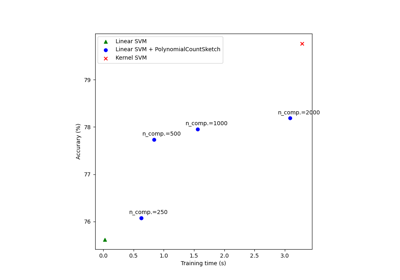 Linear SVM
Linear SVM + PolynomialCountSketch
Kernel SVM
79
78
77
76
n_comp.=2000
n_comp.=1000
n_comp.=500
n_comp.=250
Accurary (%)
0.0 0.5 1.0 1.5 2.0 2.5 3.0
Training time (s)